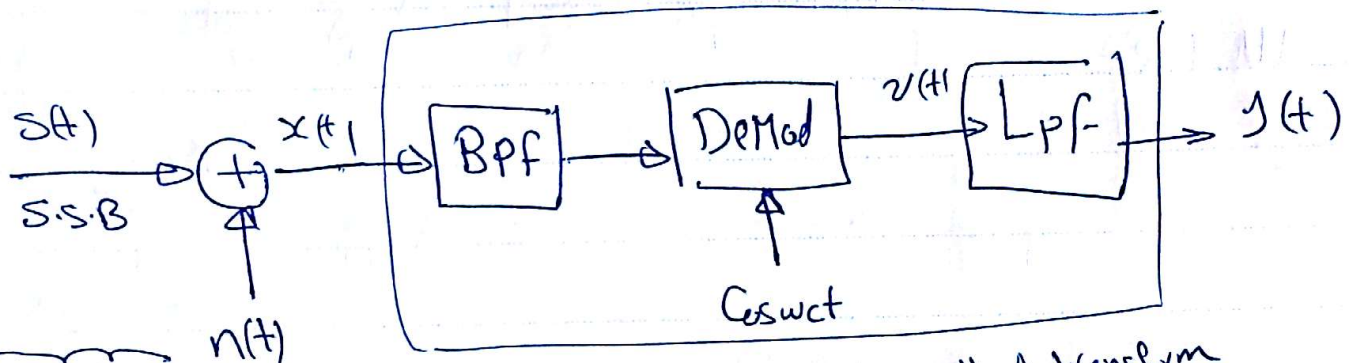 S(t)
S.S.B
x(t)
n(t)
Bpf
DeMod
Coswct
v(t)
Lpf
y(t)